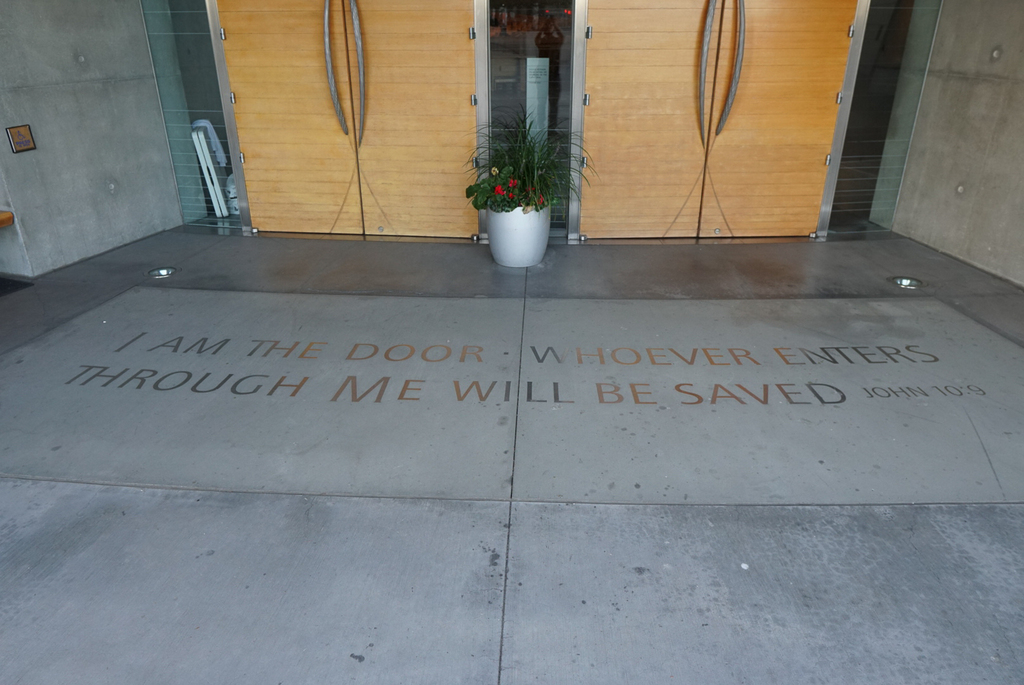 I AM THE DOOR · WHOEVER ENTERS
THROUGH ME WILL BE SAVED JOHN 10:9